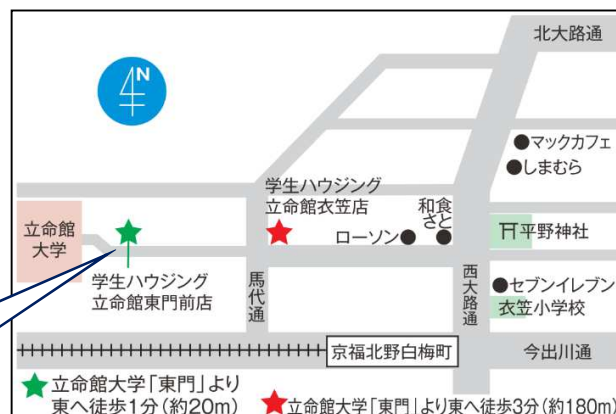 N
北大路通
●マックカフェ
●しまむら
学生ハウジング
立命館衣笠店
和食
さと
ローソン●
立命館
大学
平野神社
学生ハウジング
立命館東門前店
馬代通
西大路通
●セブンイレブン
衣笠小学校
京福北野白梅町
今出川通
★立命館大学「東門」より
東へ徒歩1分(約20m)
★立命館大学「東門」より東へ徒歩3分(約180m)